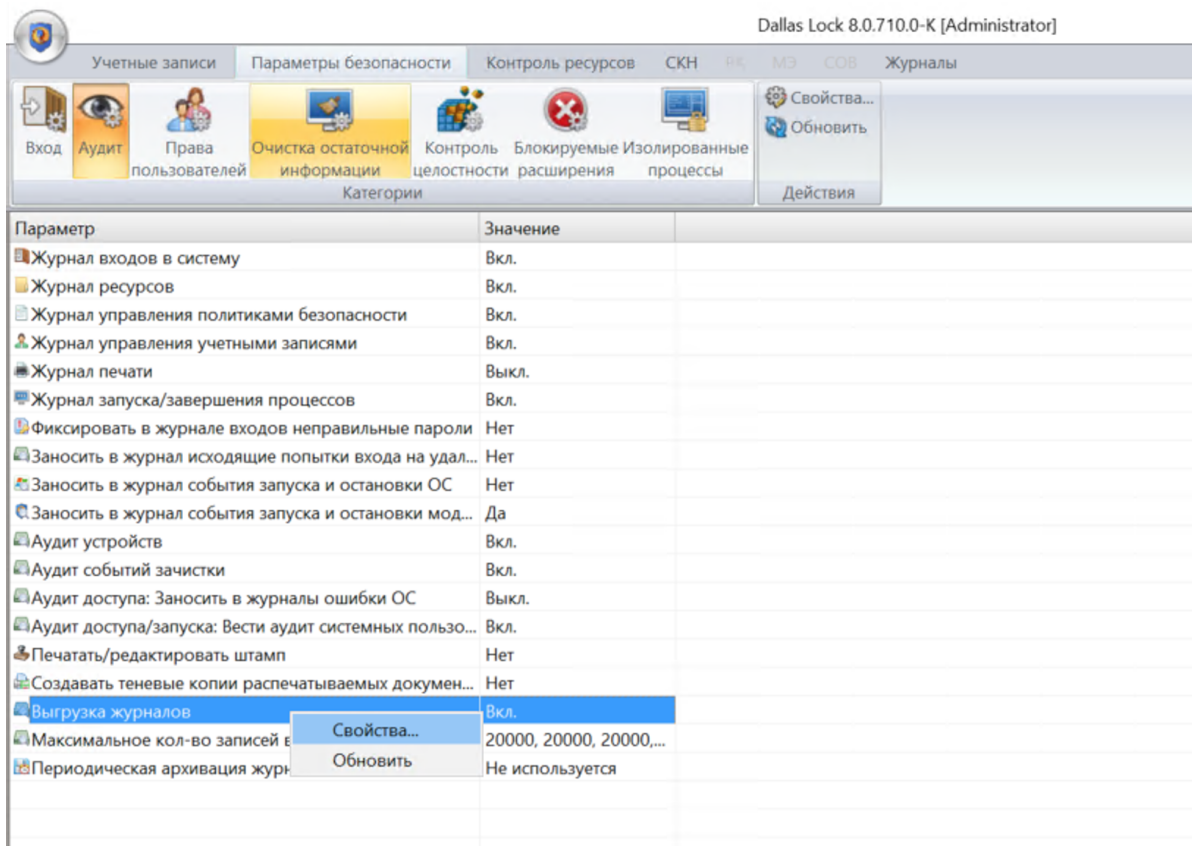 Dallas Lock 8.0.710.0-K [Administrator]
Учетные записи Параметры безопасности Контроль ресурсов СКН РК МЭ СОВ Журналы
Вход Аудит Права пользователей Очистка остаточной информации Контроль целостности Блокируемые расширения Изолированные процессы
Свойства...
Обновить
Категории Действия
Параметр Значение
Журнал входов в систему Вкл.
Журнал ресурсов Вкл.
Журнал управления политиками безопасности Вкл.
Журнал управления учетными записями Вкл.
Журнал печати Выкл.
Журнал запуска/завершения процессов Вкл.
Фиксировать в журнале входов неправильные пароли Нет
Заносить в журнал исходящие попытки входа на удал... Нет
Заносить в журнал события запуска и остановки ОС Нет
Заносить в журнал события запуска и остановки мод... Да
Аудит устройств Вкл.
Аудит событий зачистки Вкл.
Аудит доступа: Заносить в журналы ошибки ОС Выкл.
Аудит доступа/запуска: Вести аудит системных пользо... Вкл.
Печатать/редактировать штамп Нет
Создавать теневые копии распечатываемых докумен... Нет
Выгрузка журналов Вкл.
Свойства...
Максимальное кол-во записей в 20000, 20000, 20000,...
Обновить
Периодическая архивация журн Не используется